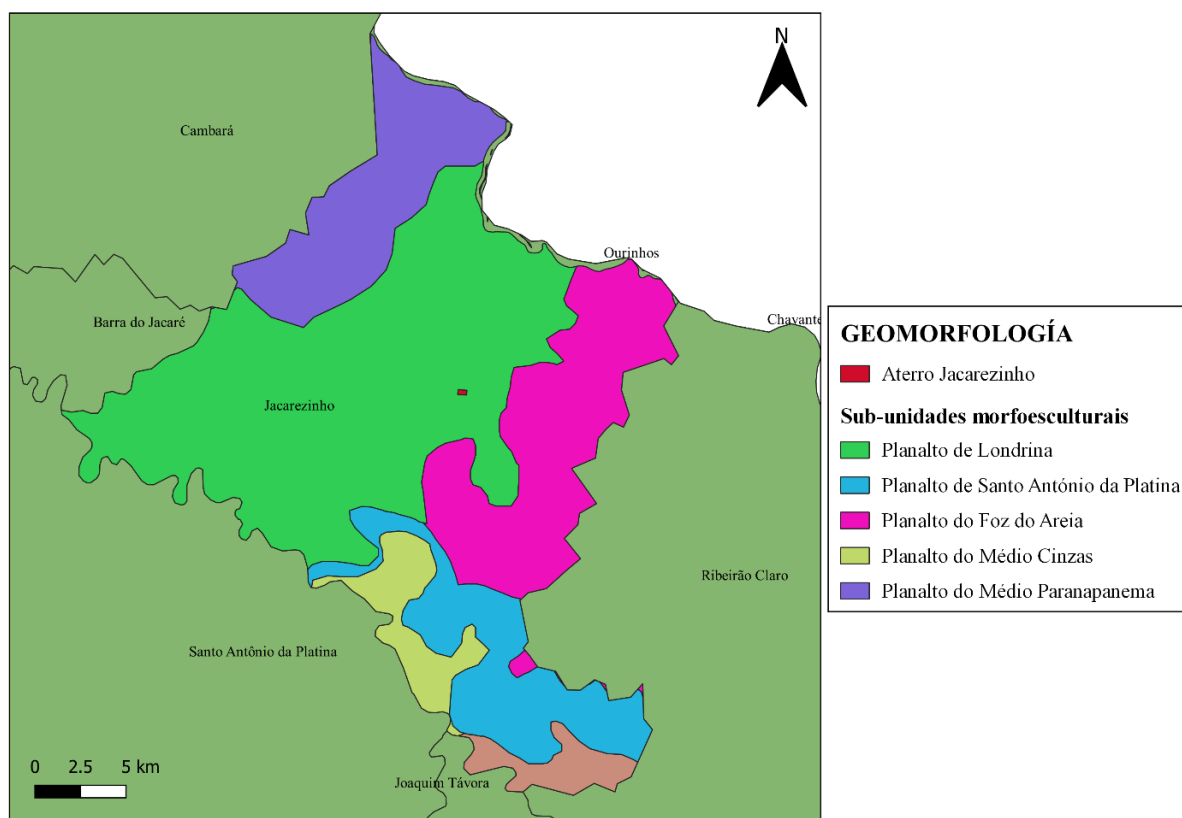 N
Cambará
Ourinhos
Chavante
Barra do Jacaré
Jacarezinho
Ribeirão Claro
Santo Antônio da Platina
Joaquim Távora
0 2.5 5 km
GEOMORFOLOGÍA
Aterro Jacarezinho
Sub-unidades morfoesculturais
Planalto de Londrina
Planalto de Santo António da Platina
Planalto do Foz do Areia
Planalto do Médio Cinzas
Planalto do Médio Paranapanema